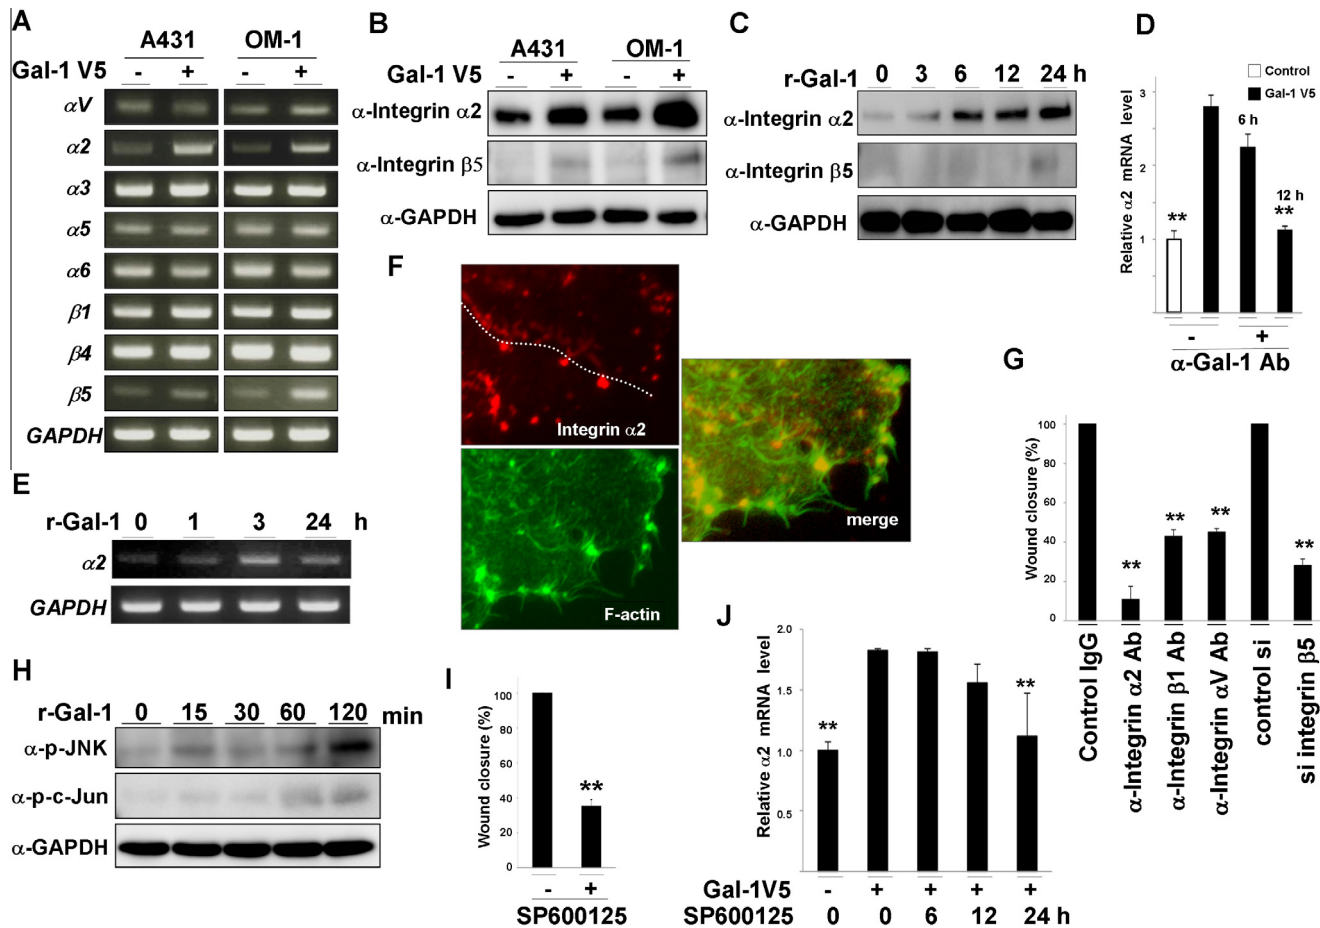 A
A431 OM-1
Gal-1 V5 - + - +
αV
α2
α3
α5
α6
β1
β4
β5
GAPDH
B
A431 OM-1
Gal-1 V5 - + - +
α-Integrin α2
α-Integrin β5
α-GAPDH
C
r-Gal-1 0 3 6 12 24 h
α-Integrin α2
α-Integrin β5
α-GAPDH
D
Control
Gal-1 V5
Relative α2 mRNA level
3
2
1
**
6 h
12 h
**
- +
α-Gal-1 Ab
E
r-Gal-1 0 1 3 24 h
α2
GAPDH
F
Integrin α2
F-actin
merge
G
Wound closure (%)
100
80
60
40
20
0
**
**
**
**
Control IgG
α-Integrin α2 Ab
α-Integrin β1 Ab
α-Integrin αV Ab
control si
si integrin β5
H
r-Gal-1 0 15 30 60 120 min
α-p-JNK
α-p-c-Jun
α-GAPDH
I
Wound closure (%)
100
80
60
40
20
0
**
- +
SP600125
J
Relative α2 mRNA level
2.0
1.5
1.0
0.5
**
**
Gal-1V5 - + + + +
SP600125 0 0 6 12 24 h